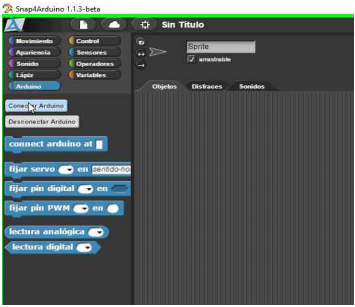 Snap4Arduino 1.1.3-beta
Sin Título
Movimiento Control
Apariencia Sensores
Sonido Operadores
Lápiz Variables
Arduino
Sprite
arrastrable
Objetos Disfraces Sonidos
Conectar Arduino
Desconectar Arduino
connect arduino at
fijar servo en sentido-hor
fijar pin digital en
fijar pin PWM en
lectura analógica
lectura digital